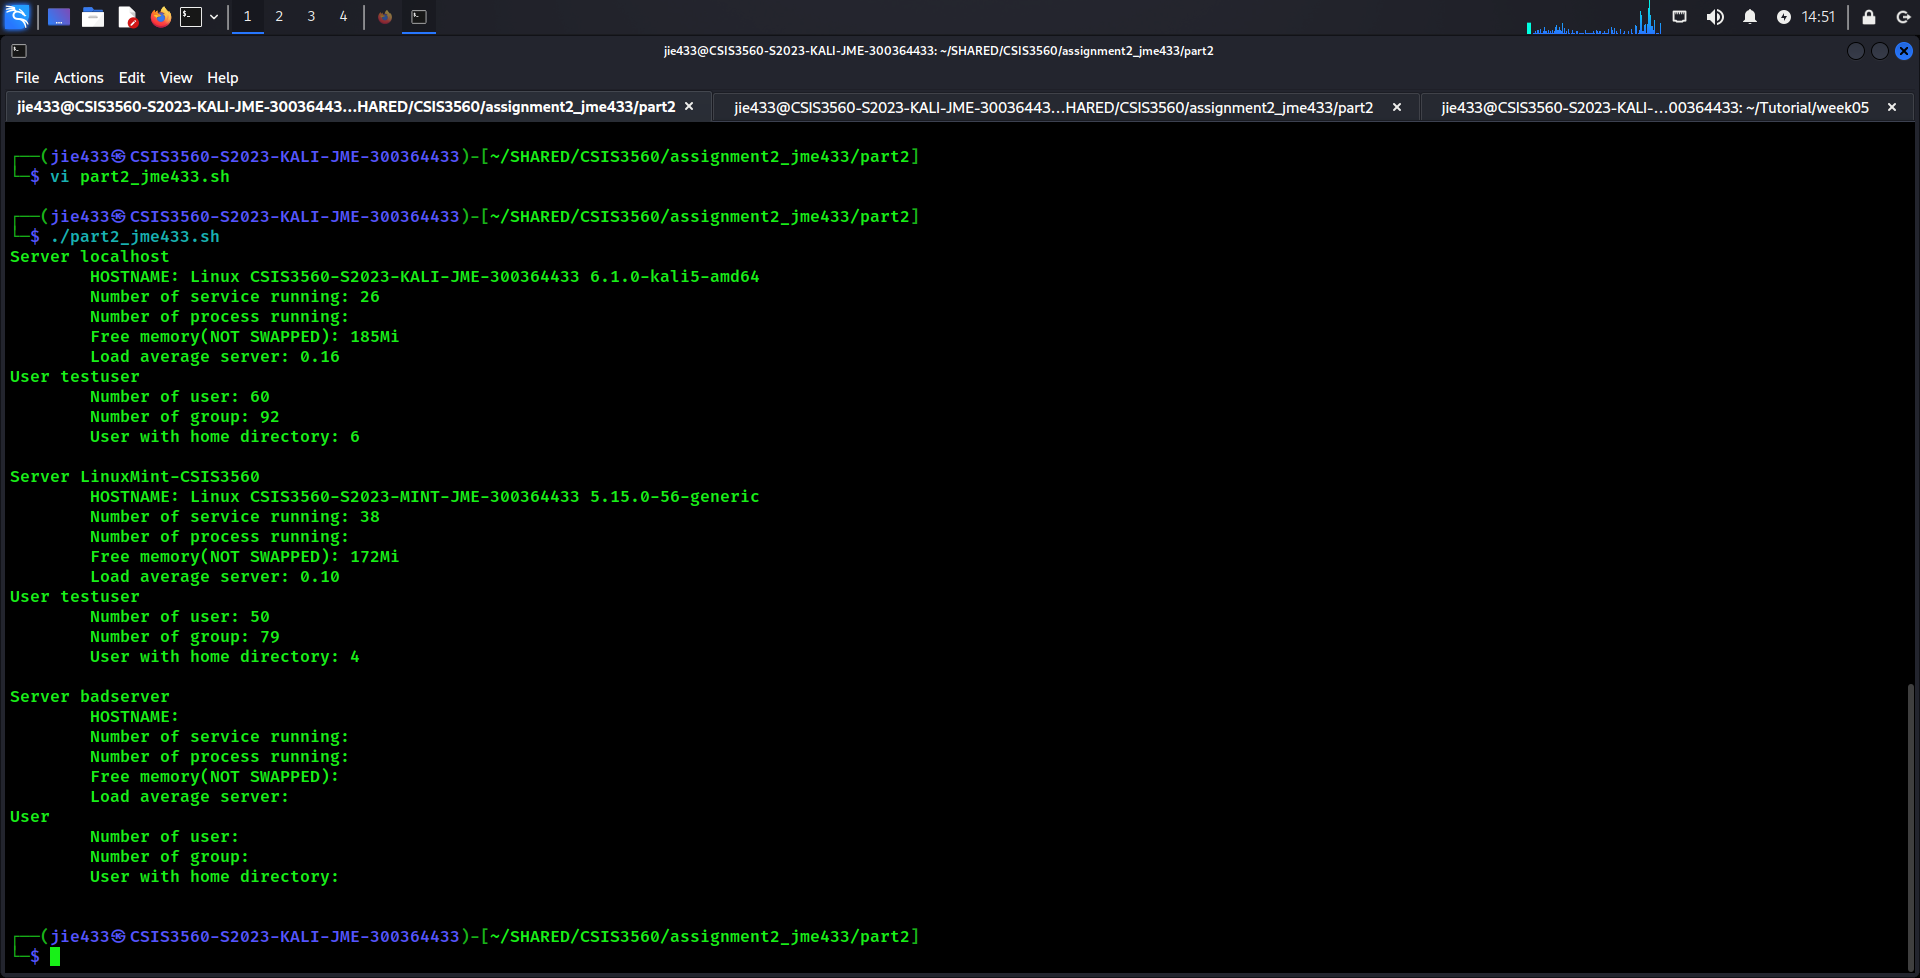 1 2 3 4 14:51
jie433@CSIS3560-S2023-KALI-JME-300364433: ~/SHARED/CSIS3560/assignment2_jme433/part2
File Actions Edit View Help
jie433@CSIS3560-S2023-KALI-JME-30036443...HARED/CSIS3560/assignment2_jme433/part2 jie433@CSIS3560-S2023-KALI-JME-30036443...HARED/CSIS3560/assignment2_jme433/part2 jie433@CSIS3560-S2023-KALI-...00364433: ~/Tutorial/week05
┌──(jie433㉿CSIS3560-S2023-KALI-JME-300364433)-[~/SHARED/CSIS3560/assignment2_jme433/part2]
└─$ vi part2_jme433.sh
┌──(jie433㉿CSIS3560-S2023-KALI-JME-300364433)-[~/SHARED/CSIS3560/assignment2_jme433/part2]
└─$ ./part2_jme433.sh
Server localhost
HOSTNAME: Linux CSIS3560-S2023-KALI-JME-300364433 6.1.0-kali5-amd64
Number of service running: 26
Number of process running:
Free memory(NOT SWAPPED): 185Mi
Load average server: 0.16
User testuser
Number of user: 60
Number of group: 92
User with home directory: 6
Server LinuxMint-CSIS3560
HOSTNAME: Linux CSIS3560-S2023-MINT-JME-300364433 5.15.0-56-generic
Number of service running: 38
Number of process running:
Free memory(NOT SWAPPED): 172Mi
Load average server: 0.10
User testuser
Number of user: 50
Number of group: 79
User with home directory: 4
Server badserver
HOSTNAME:
Number of service running:
Number of process running:
Free memory(NOT SWAPPED):
Load average server:
User
Number of user:
Number of group:
User with home directory:
┌──(jie433㉿CSIS3560-S2023-KALI-JME-300364433)-[~/SHARED/CSIS3560/assignment2_jme433/part2]
└─$